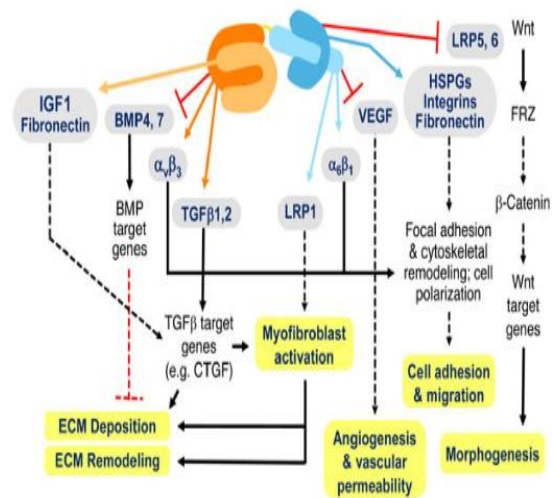 LRP5, 6
Wnt
IGF1
Fibronectin
BMP4, 7
VEGF
HSPGs
Integrins
Fibronectin
FRZ
αvβ3
α6β1
TGFβ1,2
LRP1
BMP
target
genes
β-Catenin
Focal adhesion
& cytoskeletal
remodeling; cell
polarization
Wnt
target
genes
TGFβ target
genes
(e.g. CTGF)
Myofibroblast
activation
Cell adhesion
& migration
ECM Deposition
ECM Remodeling
Angiogenesis
& vascular
permeability
Morphogenesis